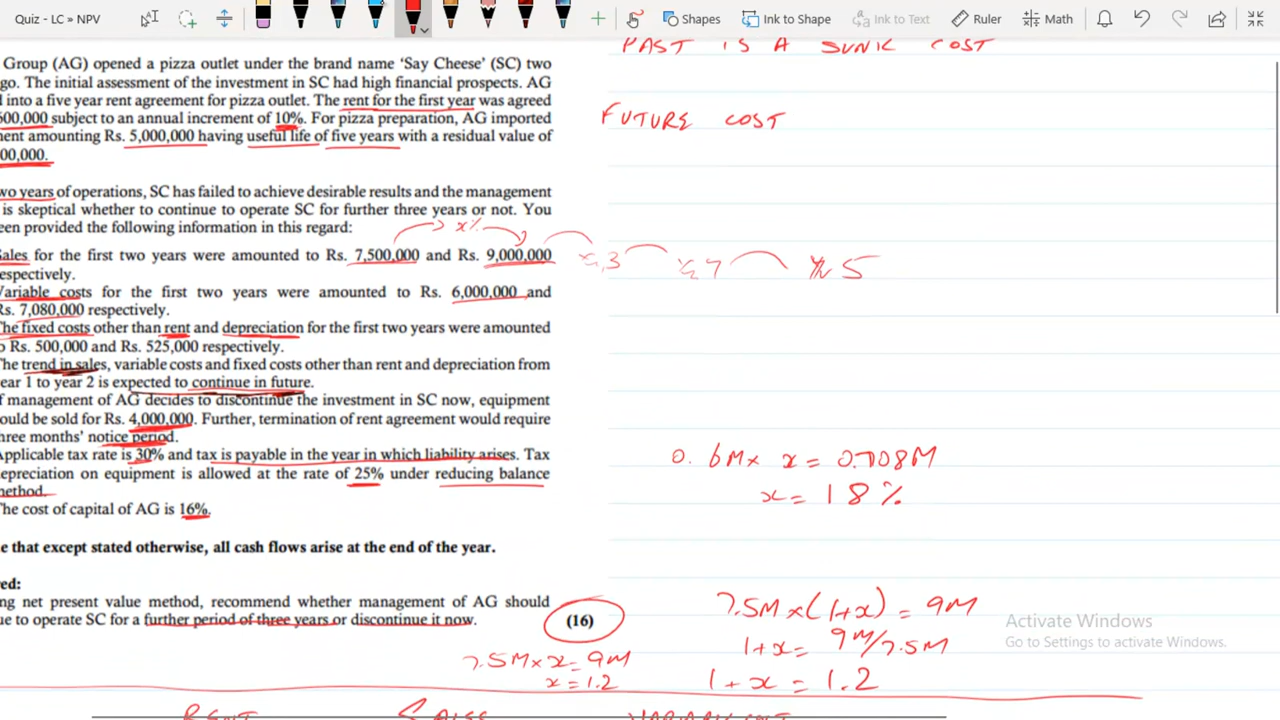 Quiz - LC » NPV
Shapes
Ink to Shape
Ink to Text
Ruler
Math
PAST IS A SUNK COST
Group (AG) opened a pizza outlet under the brand name 'Say Cheese' (SC) two
go. The initial assessment of the investment in SC had high financial prospects. AG
into a five year rent agreement for pizza outlet. The rent for the first year was agreed
600,000 subject to an annual increment of 10%. For pizza preparation, AG imported
ent amounting Rs. 5,000,000 having useful life of five years with a residual value of
00,000.
FUTURE COST
wo years of operations, SC has failed to achieve desirable results and the management
is skeptical whether to continue to operate SC for further three years or not. You
een provided the following information in this regard:
x%
Sales for the first two years were amounted to Rs. 7,500,000 and Rs. 9,000,000
espectively.
Variable costs for the first two years were amounted to Rs. 6,000,000 and
Rs. 7,080,000 respectively.
The fixed costs other than rent and depreciation for the first two years were amounted
o Rs. 500,000 and Rs. 525,000 respectively.
The trend in sales, variable costs and fixed costs other than rent and depreciation from
ear 1 to year 2 is expected to continue in future.
f management of AG decides to discontinue the investment in SC now, equipment
ould be sold for Rs. 4,000,000. Further, termination of rent agreement would require
hree months' notice period.
Applicable tax rate is 30% and tax is payable in the year in which liability arises. Tax
epreciation on equipment is allowed at the rate of 25% under reducing balance
method.
The cost of capital of AG is 16%.
0.6M x x = 0.708M
x = 18%
e that except stated otherwise, all cash flows arise at the end of the year.
red:
ng net present value method, recommend whether management of AG should
ue to operate SC for a further period of three years or discontinue it now.
(16)
7.5M x x = 9M
x = 1.2
7.5M x (1+x) = 9M
1+x = 9M/7.5M
1+x = 1.2
Activate Windows
Go to Settings to activate Windows.
RENT SALES VARIABLE COST